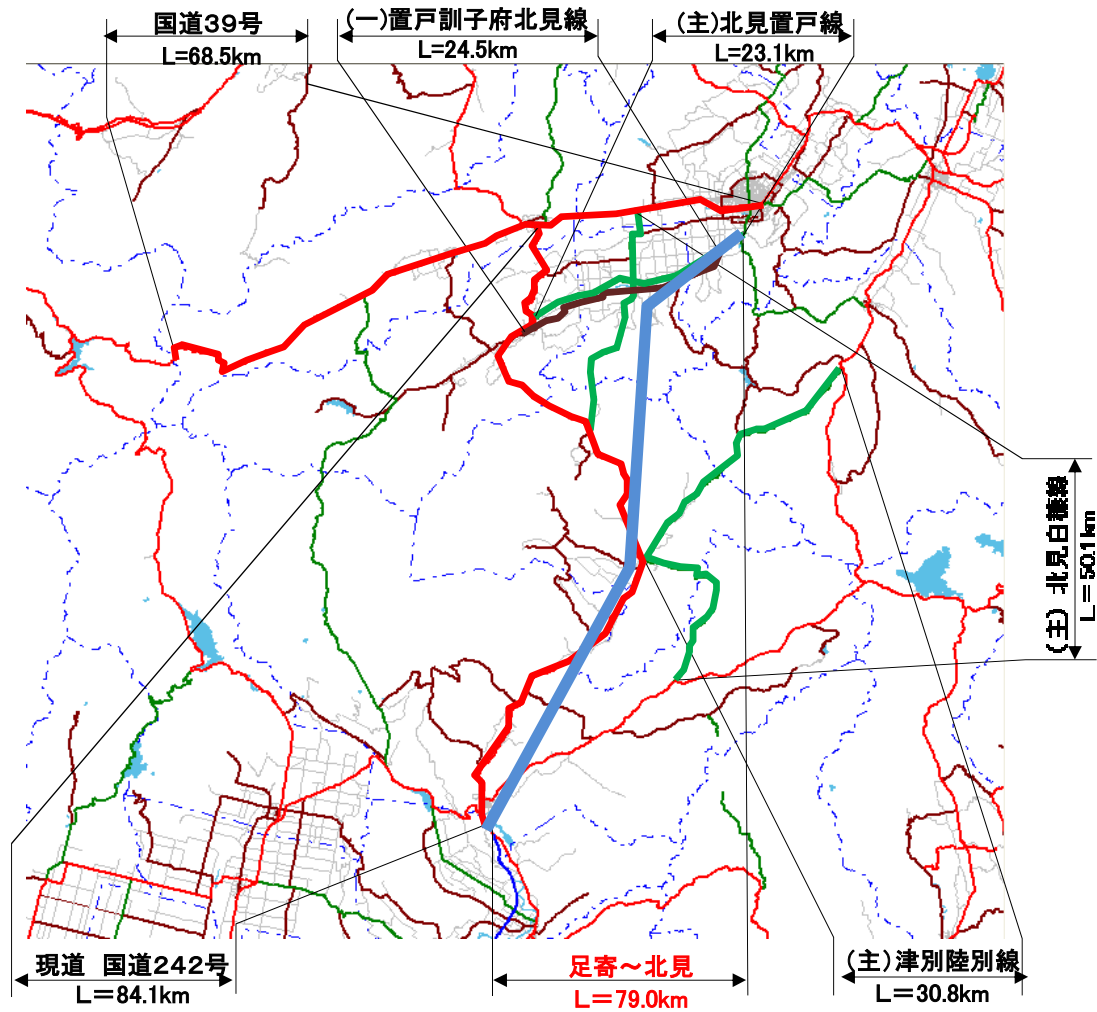 国道39号
L=68.5km
(一)置戸訓子府北見線
L=24.5km
(主)北見置戸線
L=23.1km
(主)北見白糠線
L=50.1km
現道 国道242号
L=84.1km
足寄~北見
L=79.0km
(主)津別陸別線
L=30.8km